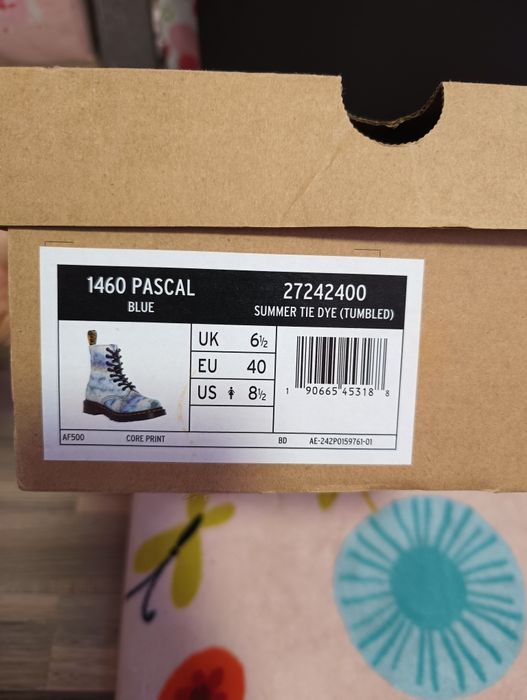 1460 PASCAL
BLUE
27242400
SUMMER TIE DYE (TUMBLED)
UK 6½
EU 40
US 8½
1 90665 45318 8
AF500 CORE PRINT BD AE-242P0159761-01